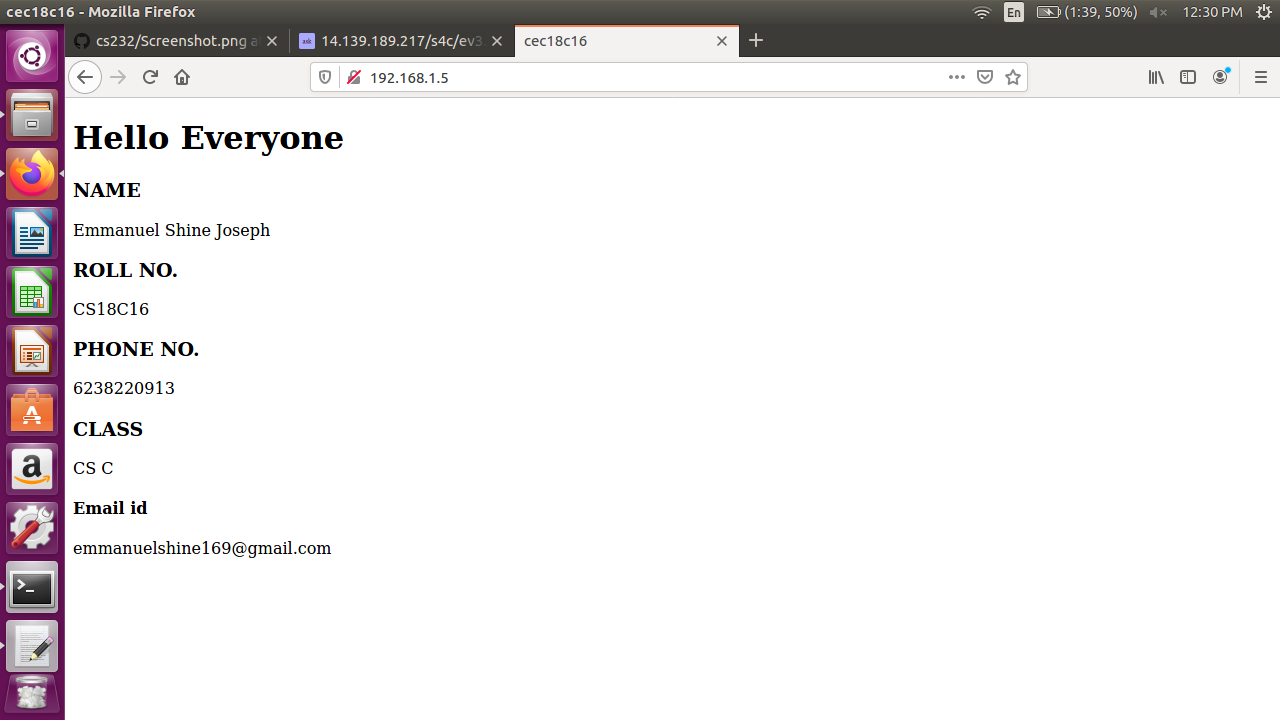 cec18c16 - Mozilla Firefox
En
(1:39, 50%)
12:30 PM
cs232/Screenshot.png a
14.139.189.217/s4c/ev3
cec18c16
192.168.1.5
Hello Everyone
NAME
Emmanuel Shine Joseph
ROLL NO.
CS18C16
PHONE NO.
6238220913
CLASS
CS C
Email id
emmanuelshine169@gmail.com